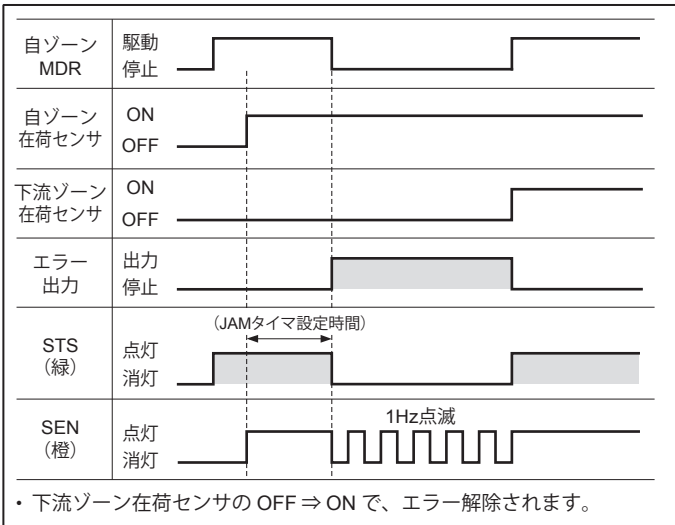 自ゾーン 駆動
MDR 停止
自ゾーン ON
在荷センサ OFF
下流ゾーン ON
在荷センサ OFF
エラー 出力
出力 停止
（JAMタイマ設定時間）
STS 点灯
（緑） 消灯
1Hz点滅
SEN 点灯
（橙） 消灯
・下流ゾーン在荷センサの OFF ⇒ ON で、エラー解除されます。